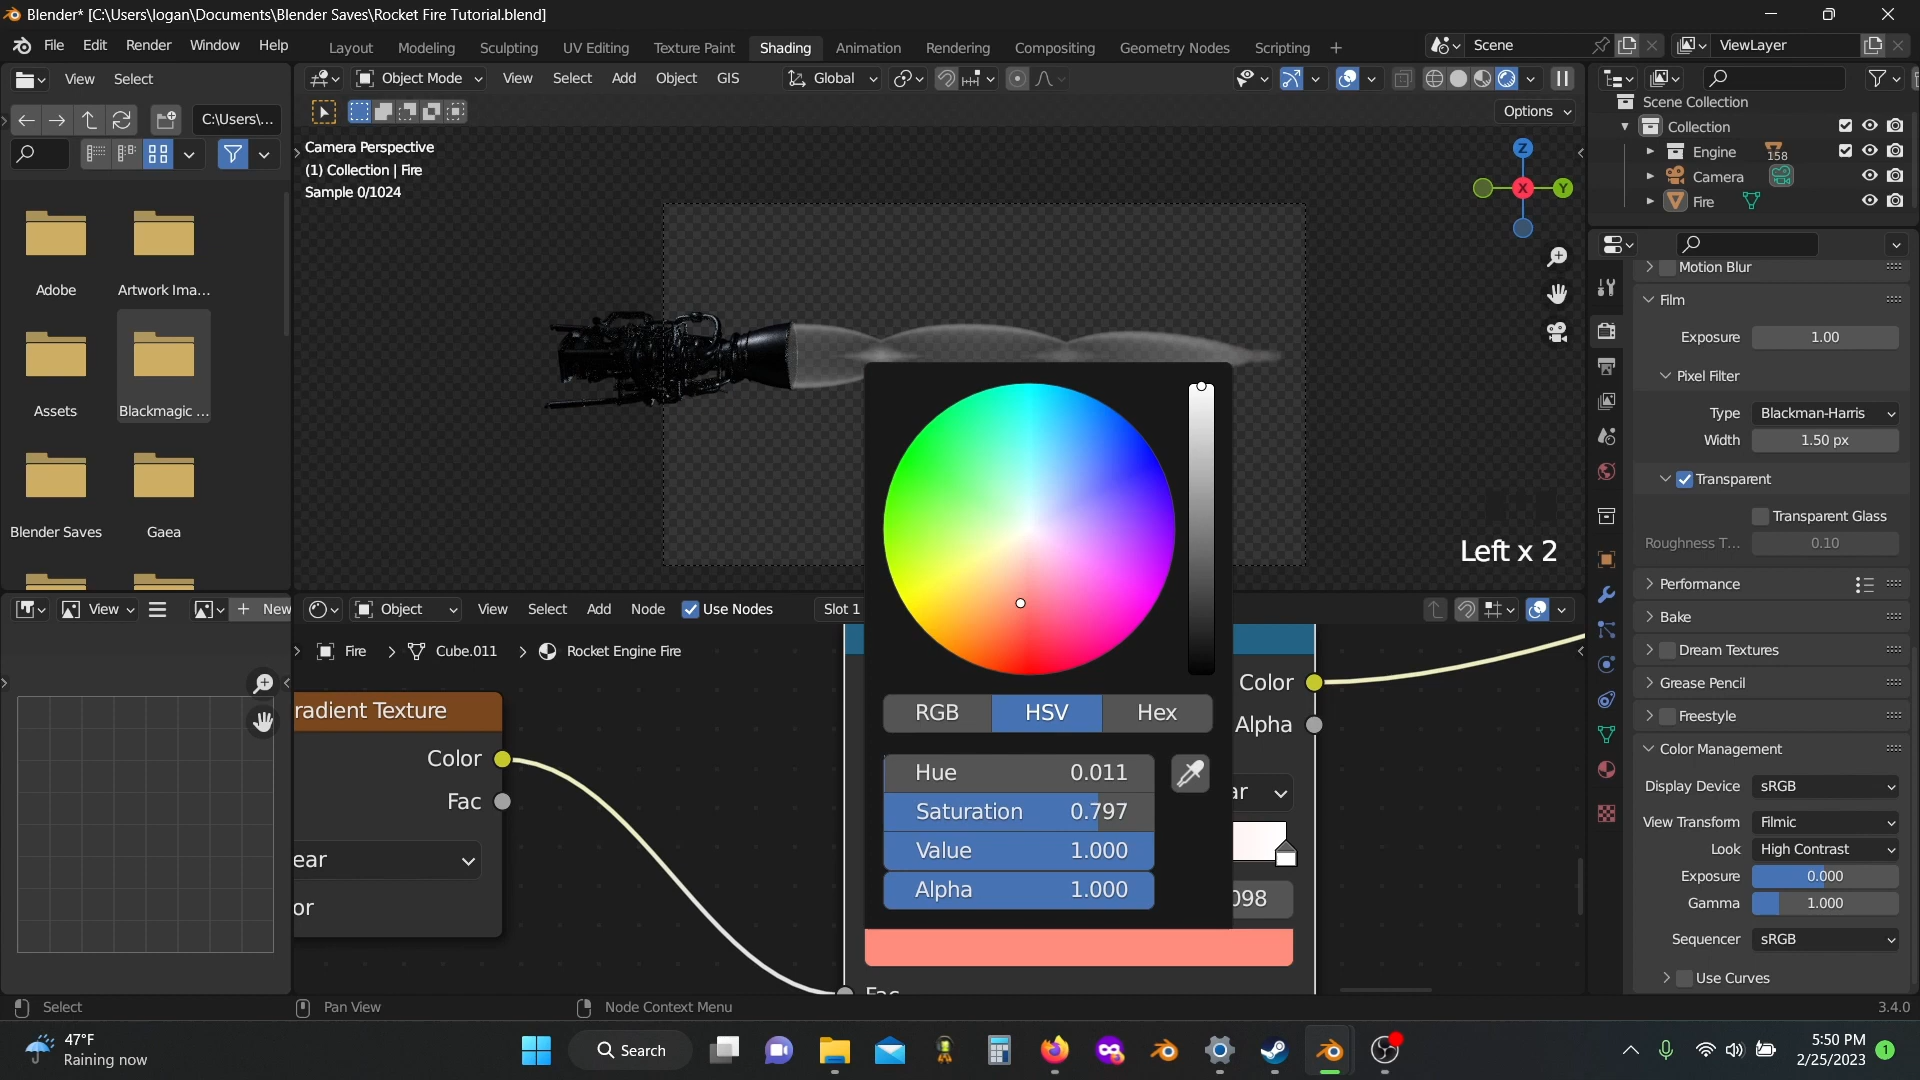 Blender* [C:\Users\logan\Documents\Blender Saves\Rocket Fire Tutorial.blend]
File Edit Render Window Help
Layout Modeling Sculpting UV Editing Texture Paint Shading Animation Rendering Compositing Geometry Nodes Scripting +
Scene
ViewLayer
View Select
Object Mode View Select Add Object GIS
Global
C:\Users\...
Options
Camera Perspective
(1) Collection | Fire
Sample 0/1024
Z
X
Y
Scene Collection
Collection
Engine 158
Camera
Fire
Adobe
Artwork Ima...
Assets
Blackmagic ...
Blender Saves
Gaea
Motion Blur
Film
Exposure 1.00
Pixel Filter
Type Blackman-Harris
Width 1.50 px
Transparent
Transparent Glass
Roughness T... 0.10
Performance
Bake
Dream Textures
Grease Pencil
Freestyle
Color Management
Display Device sRGB
View Transform Filmic
Look High Contrast
Exposure 0.000
Gamma 1.000
Sequencer sRGB
Use Curves
Left x 2
View
New
Object View Select Add Node Use Nodes Slot 1
Fire > Cube.011 > Rocket Engine Fire
radient Texture
Color
Fac
ear
or
RGB HSV Hex
Hue 0.011
Saturation 0.797
Value 1.000
Alpha 1.000
Color
Alpha
ar
098
Fac
Select
Pan View
Node Context Menu
3.4.0
47°F
Raining now
Search
5:50 PM
2/25/2023
1